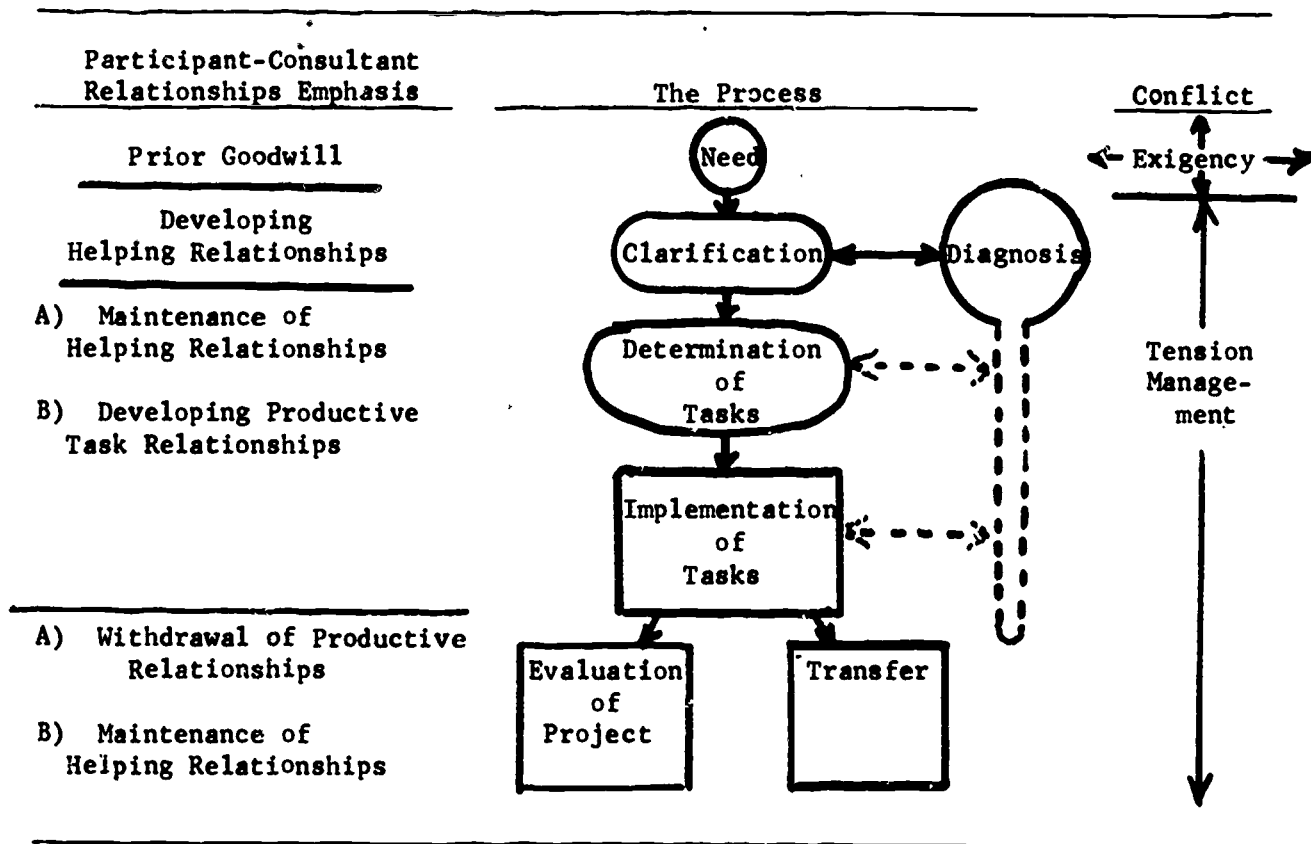 Participant-Consultant
Relationships Emphasis
The Process
Conflict
Prior Goodwill
Need
Exigency
Developing
Helping Relationships
Clarification
Diagnosis
A) Maintenance of
Helping Relationships
B) Developing Productive
Task Relationships
Determination
of
Tasks
Tension
Manage-
ment
Implementation
of
Tasks
A) Withdrawal of Productive
Relationships
B) Maintenance of
Helping Relationships
Evaluation
of
Project
Transfer